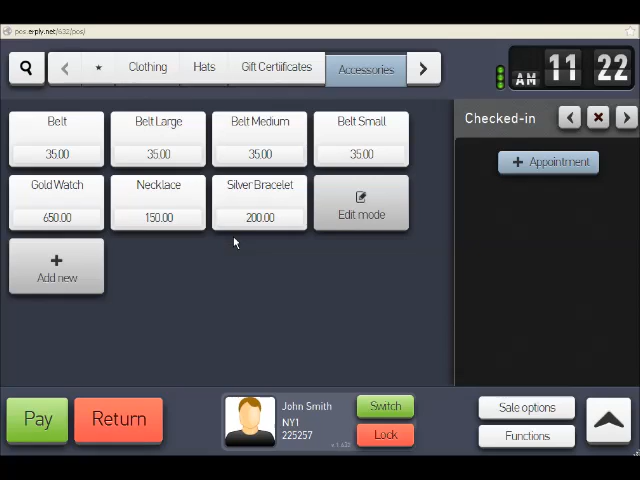 pos.erply.net/632/pos/
Clothing
Hats
Gift Certificates
Accessories
AM 11 22
Belt
35.00
Belt Large
35.00
Belt Medium
35.00
Belt Small
35.00
Checked-in
+ Appointment
Gold Watch
650.00
Necklace
150.00
Silver Bracelet
200.00
Edit mode
Add new
Pay
Return
John Smith
NY1
225257
Switch
Lock
Sale options
Functions